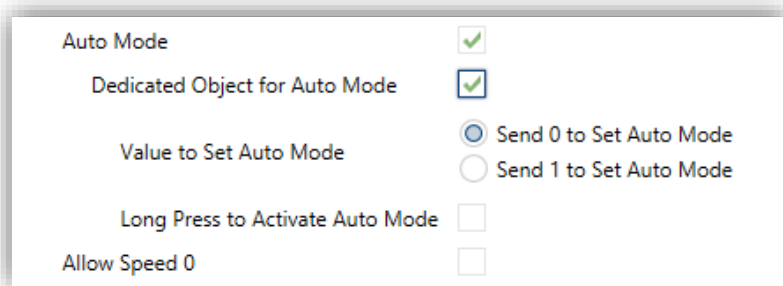 Auto Mode
Dedicated Object for Auto Mode
Value to Set Auto Mode
Send 0 to Set Auto Mode
Send 1 to Set Auto Mode
Long Press to Activate Auto Mode
Allow Speed 0